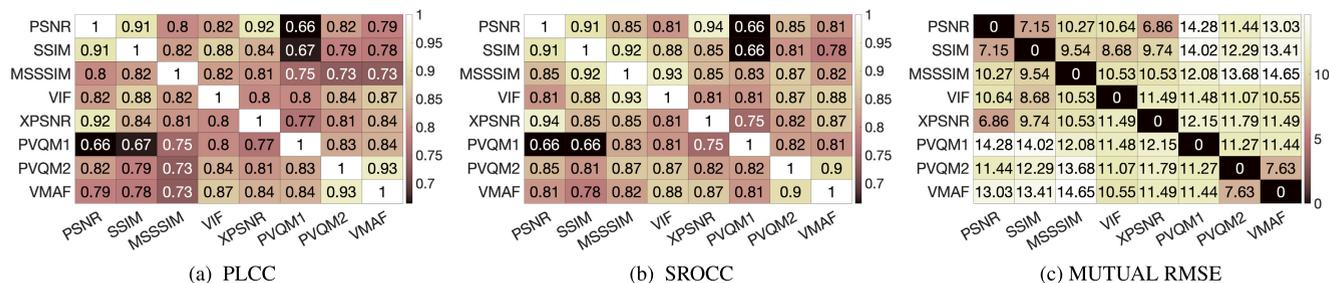 PSNR 1 0.91 0.8 0.82 0.92 0.66 0.82 0.79
SSIM 0.91 1 0.82 0.88 0.84 0.67 0.79 0.78
MSSSIM 0.8 0.82 1 0.82 0.81 0.75 0.73 0.73
VIF 0.82 0.88 0.82 1 0.8 0.8 0.84 0.87
XPSNR 0.92 0.84 0.81 0.8 1 0.77 0.81 0.84
PVQM1 0.66 0.67 0.75 0.8 0.77 1 0.83 0.84
PVQM2 0.82 0.79 0.73 0.84 0.81 0.83 1 0.93
VMAF 0.79 0.78 0.73 0.87 0.84 0.84 0.93 1
PSNR SSIM MSSSIM VIF XPSNR PVQM1 PVQM2 VMAF
1
0.95
0.9
0.85
0.8
0.75
0.7
(a) PLCC
PSNR 1 0.91 0.85 0.81 0.94 0.66 0.85 0.81
SSIM 0.91 1 0.92 0.88 0.85 0.66 0.81 0.78
MSSSIM 0.85 0.92 1 0.93 0.85 0.83 0.87 0.82
VIF 0.81 0.88 0.93 1 0.81 0.81 0.87 0.88
XPSNR 0.94 0.85 0.85 0.81 1 0.75 0.82 0.87
PVQM1 0.66 0.66 0.83 0.81 0.75 1 0.82 0.81
PVQM2 0.85 0.81 0.87 0.87 0.82 0.82 1 0.9
VMAF 0.81 0.78 0.82 0.88 0.87 0.81 0.9 1
PSNR SSIM MSSSIM VIF XPSNR PVQM1 PVQM2 VMAF
1
0.95
0.9
0.85
0.8
0.75
0.7
(b) SROCC
PSNR 0 7.15 10.27 10.64 6.86 14.28 11.44 13.03
SSIM 7.15 0 9.54 8.68 9.74 14.02 12.29 13.41
MSSSIM 10.27 9.54 0 10.53 10.53 12.08 13.68 14.65
VIF 10.64 8.68 10.53 0 11.49 11.48 11.07 10.55
XPSNR 6.86 9.74 10.53 11.49 0 12.15 11.79 11.49
PVQM1 14.28 14.02 12.08 11.48 12.15 0 11.27 11.44
PVQM2 11.44 12.29 13.68 11.07 11.79 11.27 0 7.63
VMAF 13.03 13.41 14.65 10.55 11.49 11.44 7.63 0
PSNR SSIM MSSSIM VIF XPSNR PVQM1 PVQM2 VMAF
10
0
(c) MUTUAL RMSE